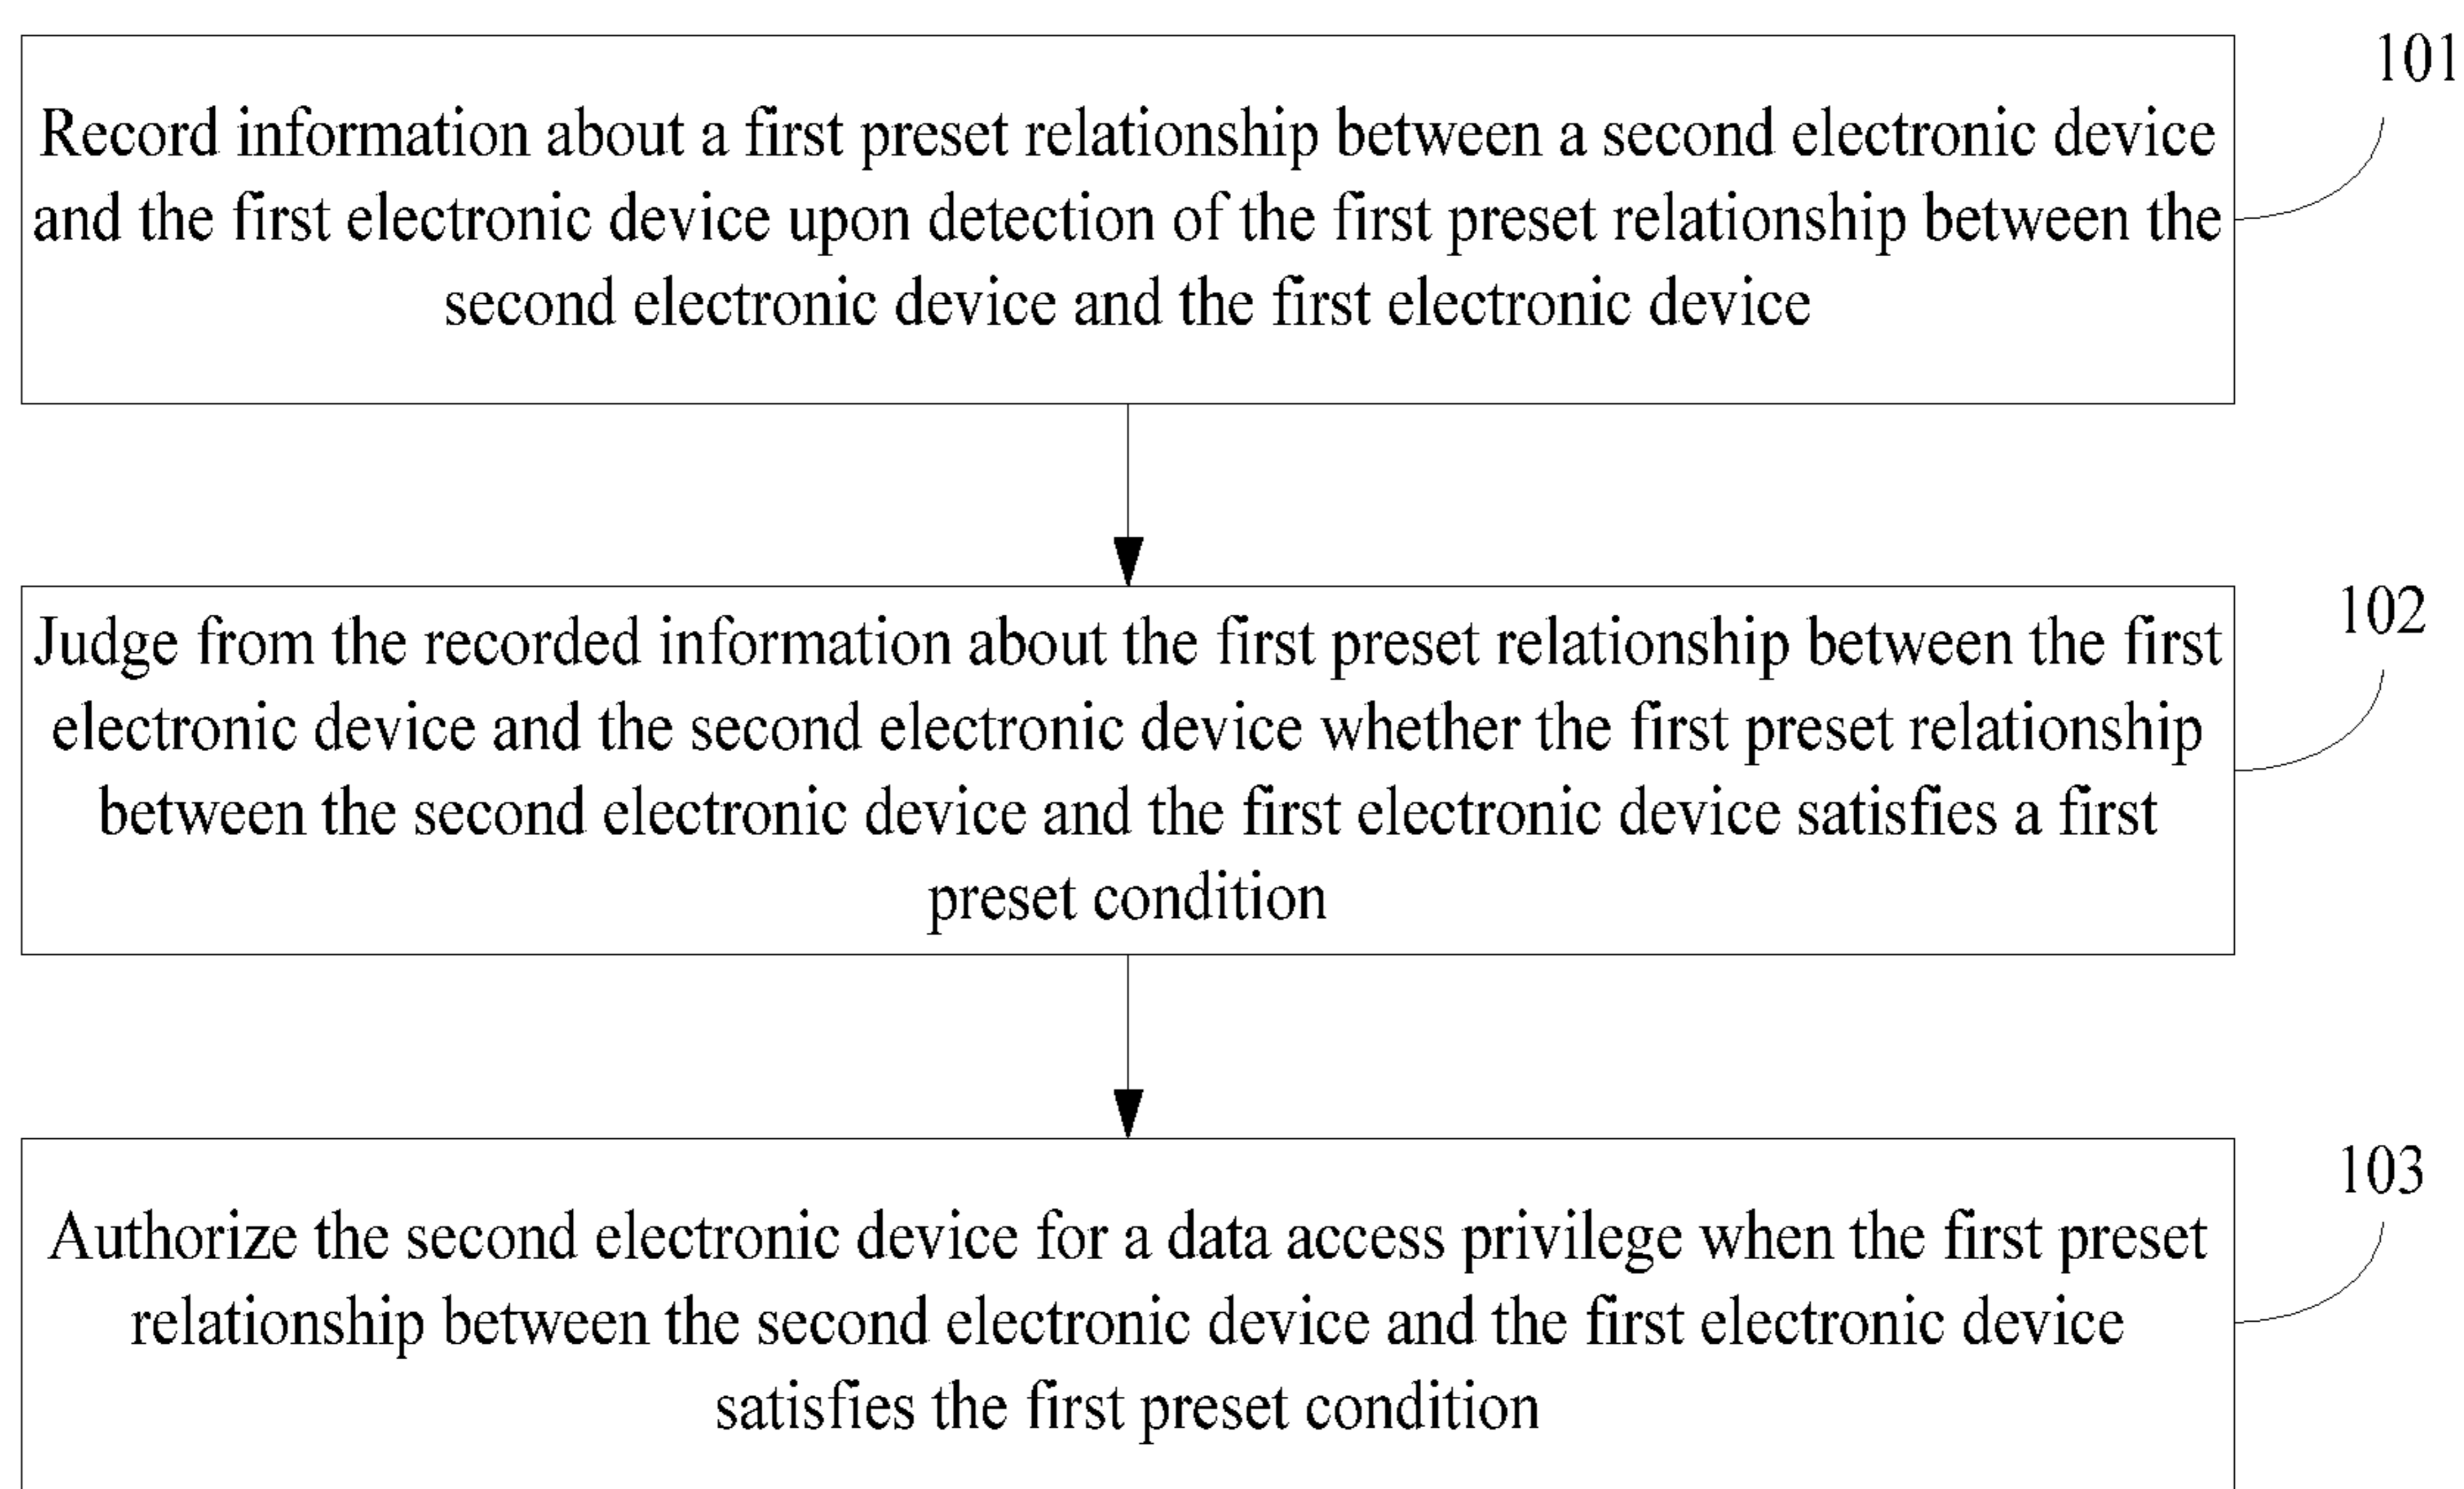 101
Record information about a first preset relationship between a second electronic device
and the first electronic device upon detection of the first preset relationship between the
second electronic device and the first electronic device
102
Judge from the recorded information about the first preset relationship between the first
electronic device and the second electronic device whether the first preset relationship
between the second electronic device and the first electronic device satisfies a first
preset condition
103
Authorize the second electronic device for a data access privilege when the first preset
relationship between the second electronic device and the first electronic device
satisfies the first preset condition